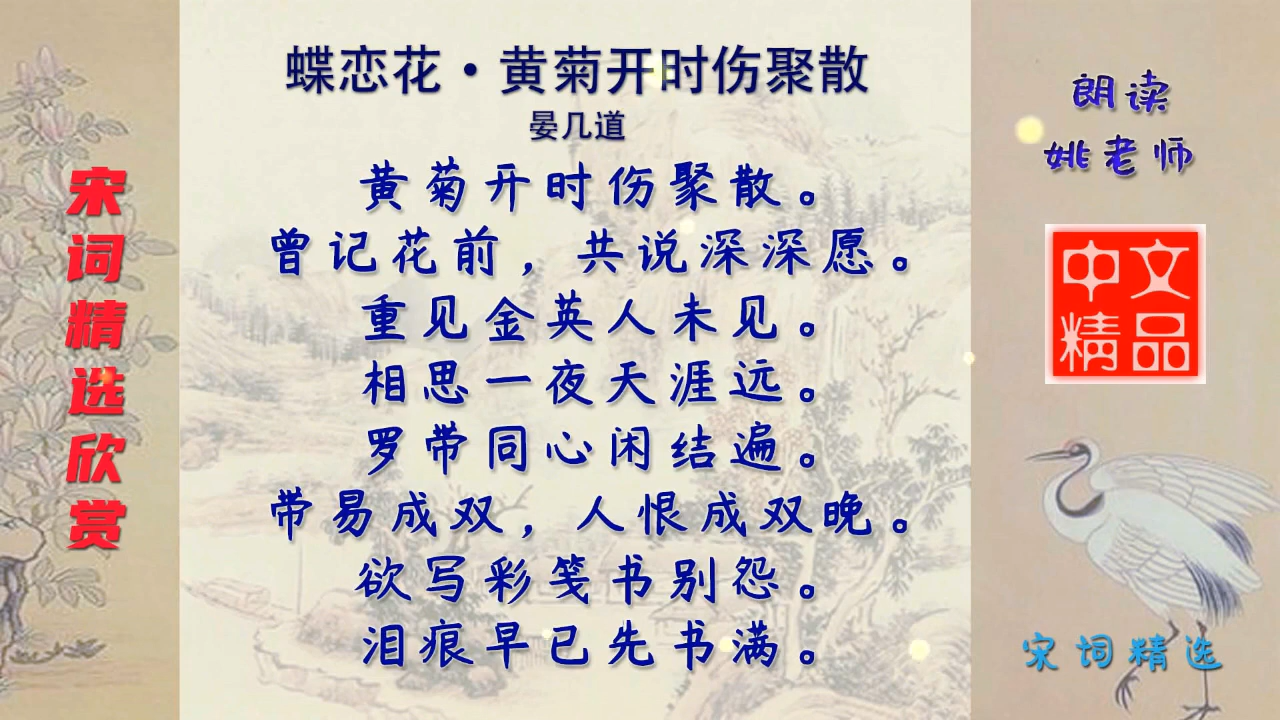 宋词精选欣赏
蝶恋花·黄菊开时伤聚散
晏几道
黄菊开时伤聚散。
曾记花前，共说深深愿。
重见金英人未见。
相思一夜天涯远。
罗带同心闲结遍。
带易成双，人恨成双晚。
欲写彩笺书别怨。
泪痕早已先书满。
朗读
姚老师
中文
精品
宋词精选